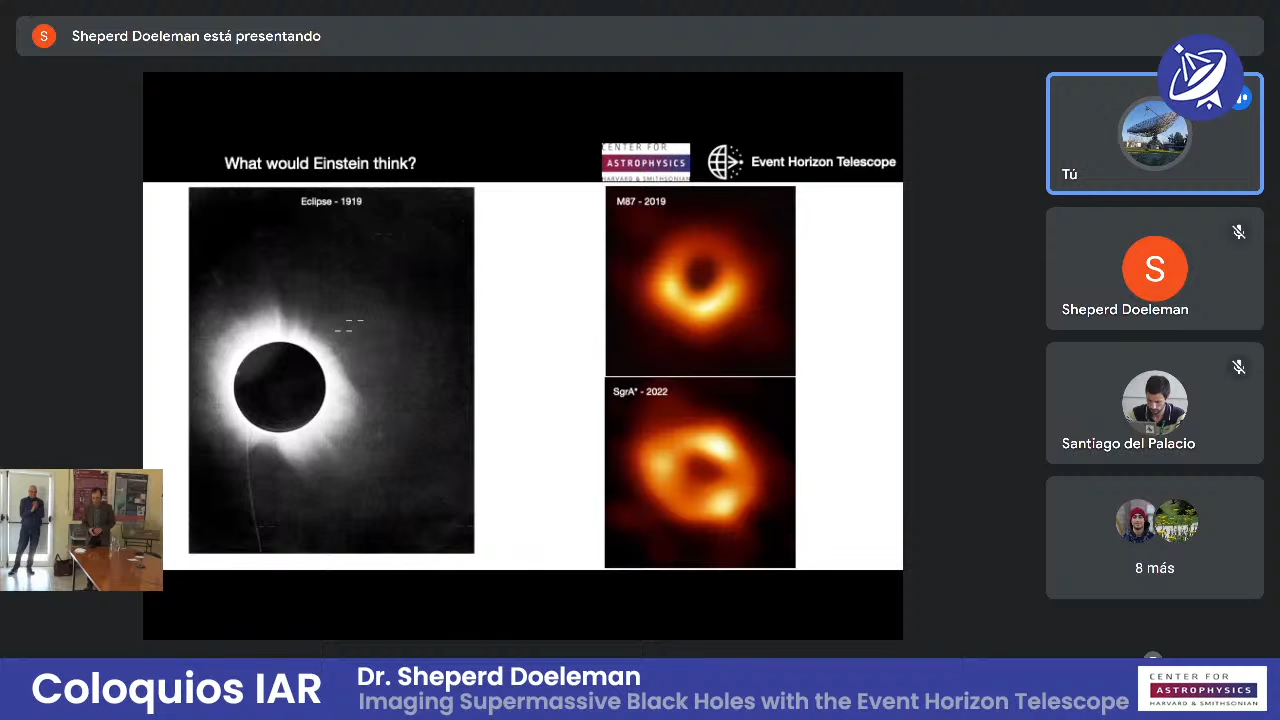 S Sheperd Doeleman está presentando
What would Einstein think?
CENTER FOR
ASTROPHYSICS
HARVARD & SMITHSONIAN
Event Horizon Telescope
Eclipse - 1919
M87 - 2019
SgrA* - 2022
Tú
S
Sheperd Doeleman
Santiago del Palacio
8 más
Coloquios IAR
Dr. Sheperd Doeleman
Imaging Supermassive Black Holes with the Event Horizon Telescope
CENTER FOR
ASTROPHYSICS
HARVARD & SMITHSONIAN